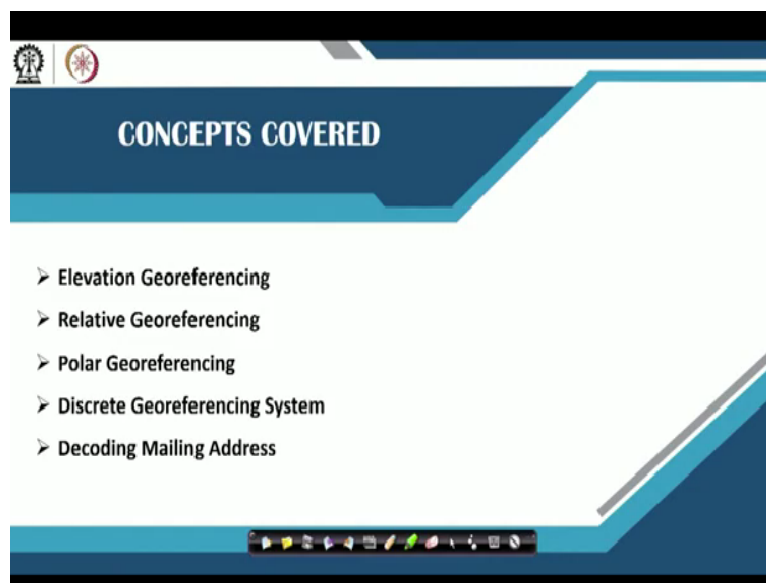 CONCEPTS COVERED
➢ Elevation Georeferencing
➢ Relative Georeferencing
➢ Polar Georeferencing
➢ Discrete Georeferencing System
➢ Decoding Mailing Address